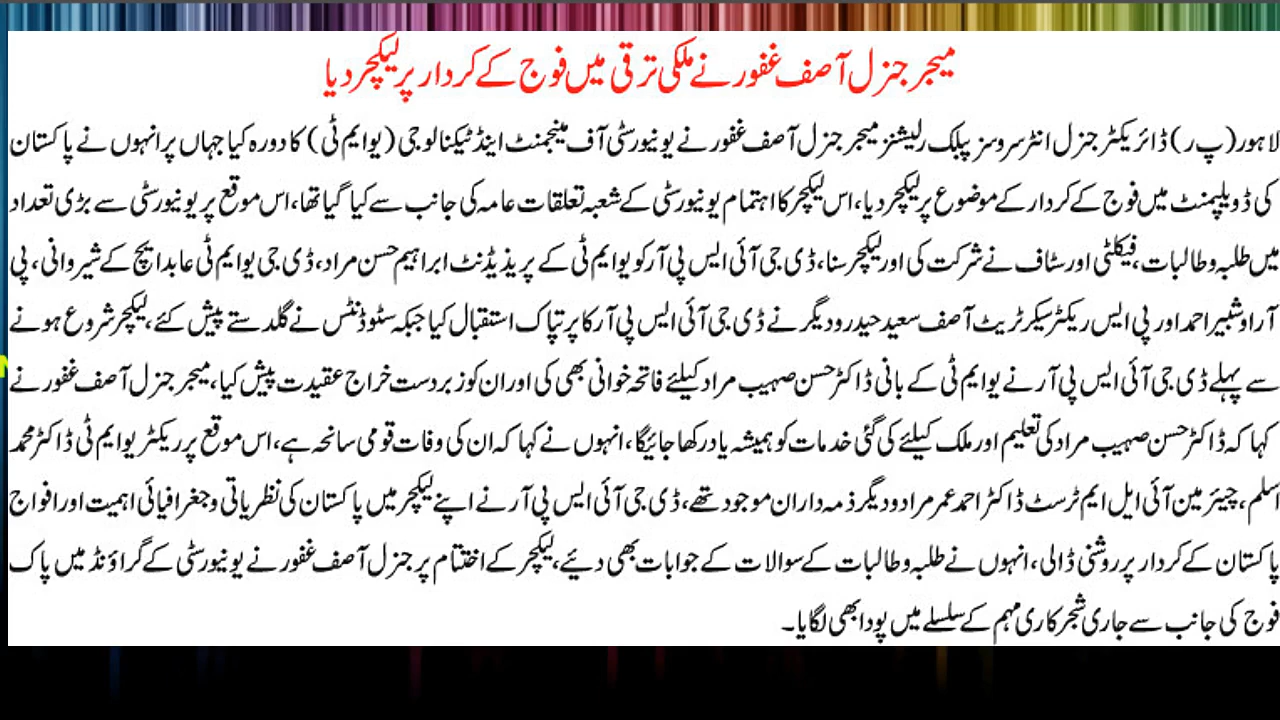 میجر جنرل آصف غفور نے ملکی ترقی میں فوج کے کردار پر لیکچر دیا
لاہور (پ ر) ڈائریکٹر جنرل انٹر سروسز پبلک ریلیشنز میجر جنرل آصف غفور نے یونیورسٹی آف مینجمنٹ اینڈ ٹیکنالوجی (یو ایم ٹی) کا دورہ کیا جہاں پر انہوں نے پاکستان
کی ڈویلپمنٹ میں فوج کے کردار کے موضوع پر لیکچر دیا، اس لیکچر کا اہتمام یونیورسٹی کے شعبہ تعلقات عامہ کی جانب سے کیا گیا تھا، اس موقع پر یونیورسٹی سے بڑی تعداد
میں طلبہ و طالبات، فیکلٹی اور سٹاف نے شرکت کی اور لیکچر سنا، ڈی جی آئی ایس پی آر کو یو ایم ٹی کے پریذیڈنٹ ابراہیم حسن مراد، ڈی جی یو ایم ٹی عابد ایچ کے شیروانی، پی
آر او شبیر احمد اور پی ایس ریکٹر سیکرٹریٹ آصف سعید حیدر و دیگر نے ڈی جی آئی ایس پی آر کا پرتپاک استقبال کیا جبکہ سٹوڈنٹس نے گلدستے پیش کئے، لیکچر شروع ہونے
سے پہلے ڈی جی آئی ایس پی آر نے یو ایم ٹی کے بانی ڈاکٹر حسن صہیب مراد کیلئے فاتحہ خوانی بھی کی اور ان کو زبردست خراج عقیدت پیش کیا، میجر جنرل آصف غفور نے
کہا کہ ڈاکٹر حسن صہیب مراد کی تعلیم اور ملک کیلئے کی گئی خدمات کو ہمیشہ یاد رکھا جائیگا، انہوں نے کہا کہ ان کی وفات قومی سانحہ ہے، اس موقع پر ریکٹر یو ایم ٹی ڈاکٹر محمد
اسلم، چیئرمین آئی ایل ایم ٹرسٹ ڈاکٹر احمد عمر مراد و دیگر ذمہ داران موجود تھے، ڈی جی آئی ایس پی آر نے اپنے لیکچر میں پاکستان کی نظریاتی و جغرافیائی اہمیت اور افواج
پاکستان کے کردار پر روشنی ڈالی، انہوں نے طلبہ و طالبات کے سوالات کے جوابات بھی دیئے، لیکچر کے اختتام پر جنرل آصف غفور نے یونیورسٹی کے گراؤنڈ میں پاک
فوج کی جانب سے جاری شجر کاری مہم کے سلسلے میں پودا بھی لگایا۔